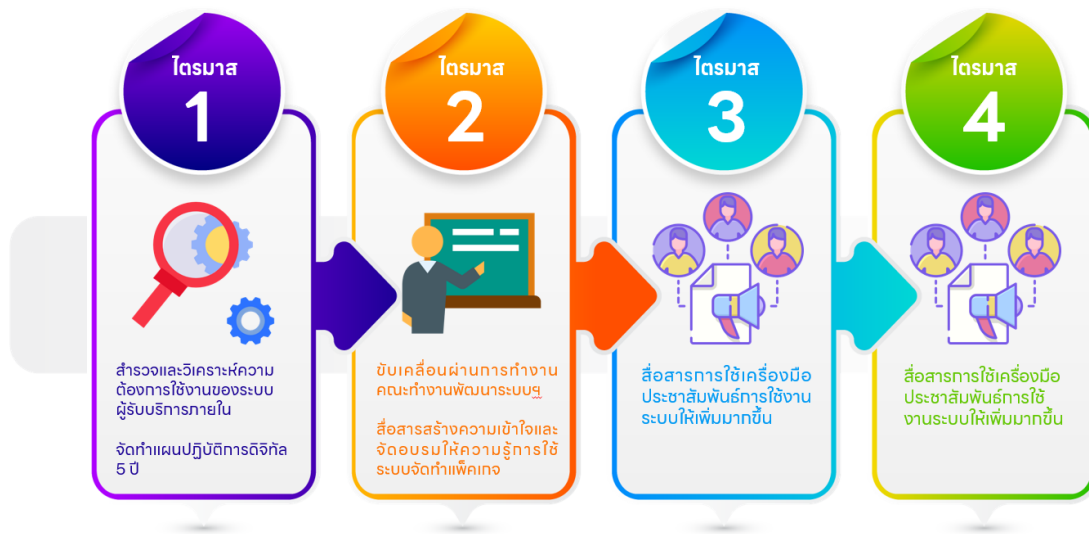 ไตรมาส
1
สำรวจและวิเคราะห์ความ
ต้องการใช้งานของระบบ
ผู้รับบริการภายใน
จัดทำแผนปฏิบัติการดิจิทัล
5 ปี
ไตรมาส
2
ขับเคลื่อนผ่านการทำงาน
คณะทำงานพัฒนาระบบฯ
สื่อสารสร้างความเข้าใจและ
จัดอบรมให้ความรู้การใช้
ระบบจัดทำแพ็คเกจ
ไตรมาส
3
สื่อสารการใช้เครื่องมือ
ประชาสัมพันธ์การใช้งาน
ระบบให้เพิ่มมากขึ้น
ไตรมาส
4
สื่อสารการใช้เครื่องมือ
ประชาสัมพันธ์การใช้
งานระบบให้เพิ่มมากขึ้น